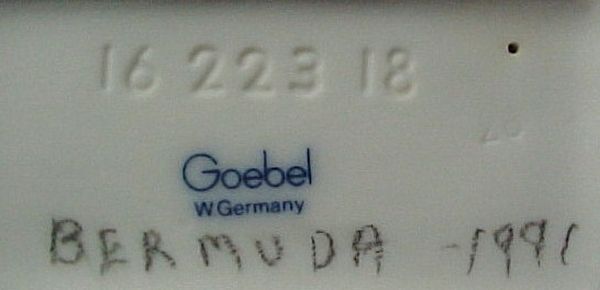 16 223 18
Goebel
W.Germany
BERMUDA -1991